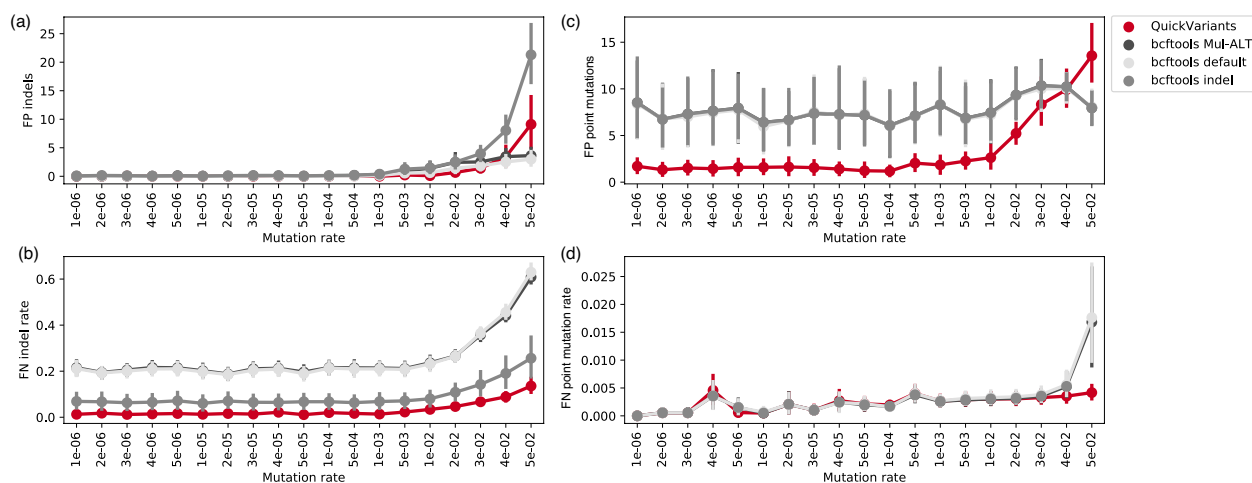 (a)
FP indels
25
20
15
10
5
0
1e-06
2e-06
3e-06
4e-06
5e-06
1e-05
2e-05
3e-05
4e-05
5e-05
1e-04
2e-04
3e-04
4e-04
5e-04
1e-03
5e-03
1e-02
2e-02
3e-02
4e-02
5e-02
Mutation rate
(c)
FP point mutations
15
10
5
0
1e-06
2e-06
3e-06
4e-06
5e-06
1e-05
2e-05
3e-05
4e-05
5e-05
1e-04
5e-04
1e-03
5e-03
1e-02
2e-02
3e-02
4e-02
5e-02
Mutation rate
QuickVariants
bcftools Mul-ALT
bcftools default
bcftools indel
(b)
FN indel rate
0.6
0.4
0.2
0.0
1e-06
2e-06
3e-06
4e-06
5e-06
1e-05
2e-05
3e-05
4e-05
5e-05
1e-04
5e-04
1e-03
5e-03
1e-02
2e-02
3e-02
4e-02
5e-02
Mutation rate
(d)
FN point mutation rate
0.025
0.020
0.015
0.010
0.005
0.000
1e-06
2e-06
3e-06
4e-06
5e-06
1e-05
2e-05
3e-05
4e-05
5e-05
1e-04
5e-04
1e-03
5e-03
1e-02
2e-02
3e-02
4e-02
5e-02
Mutation rate